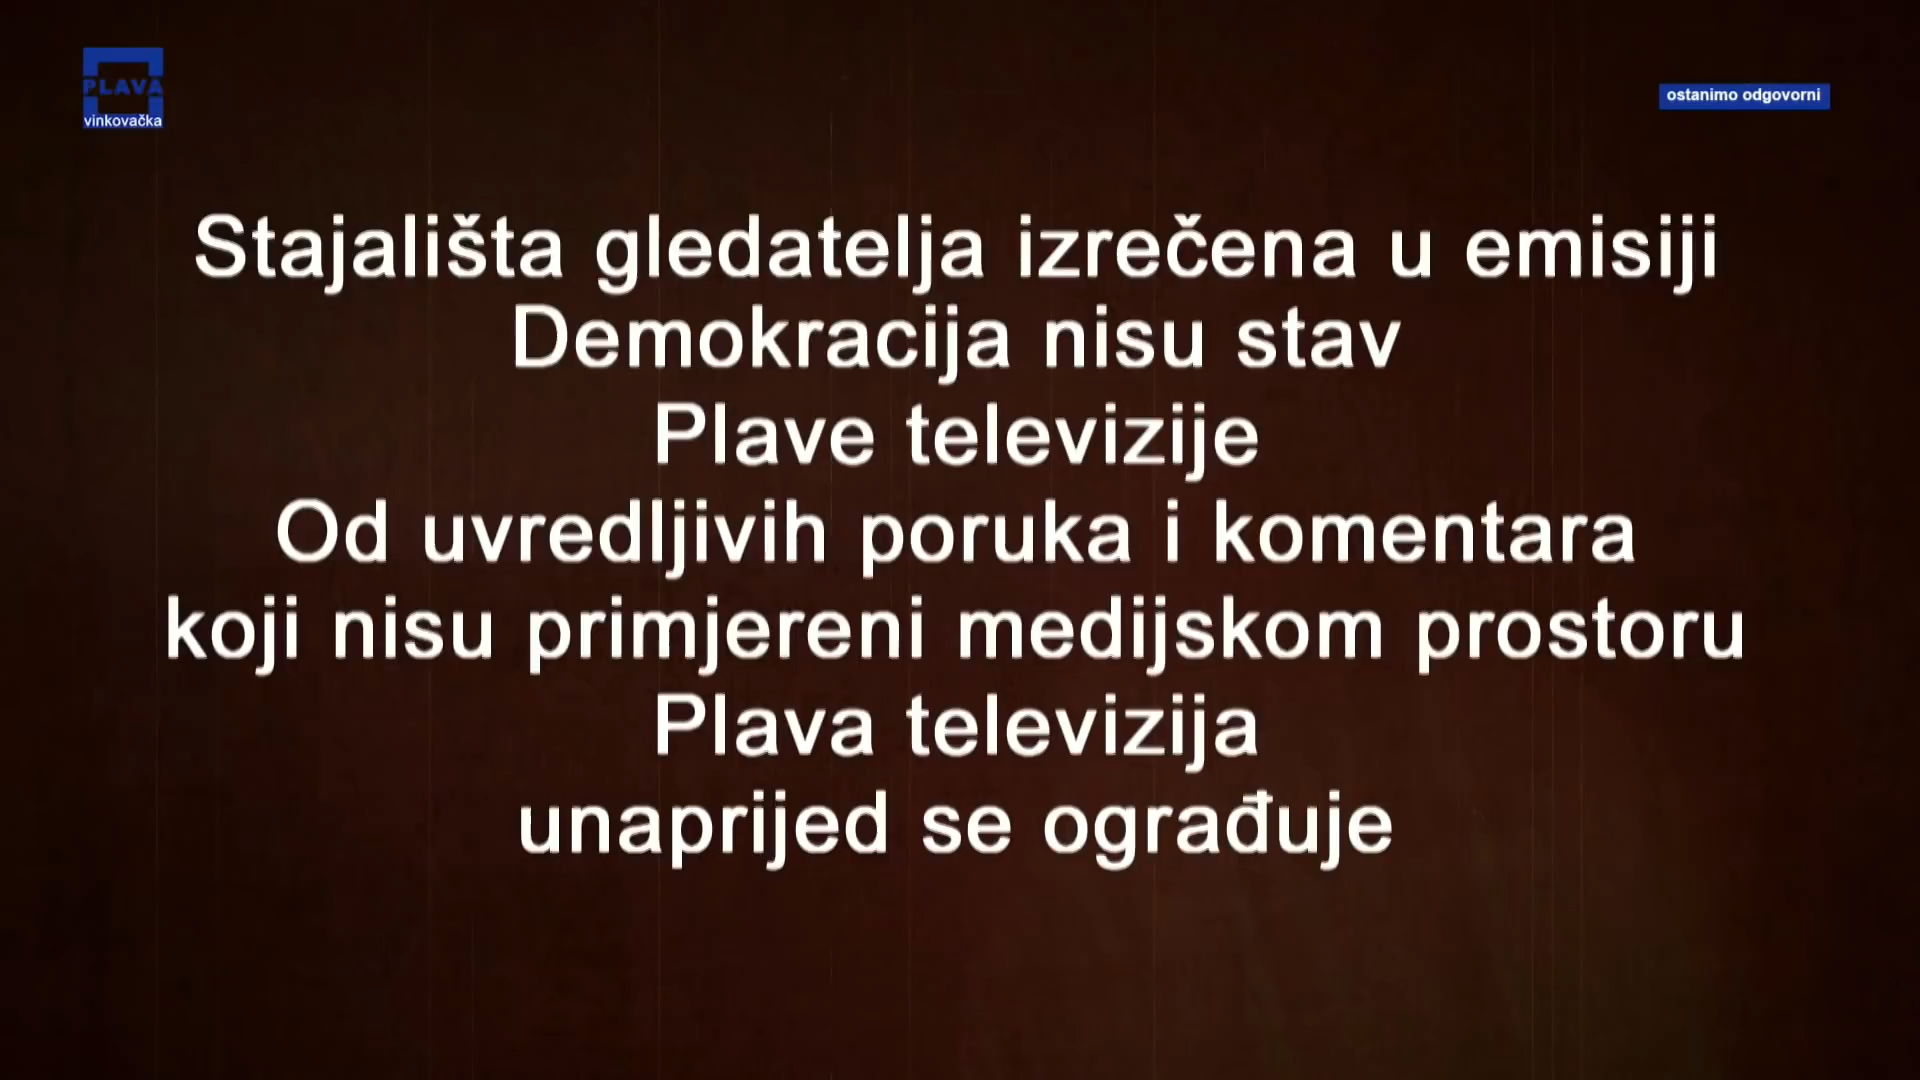 PLAVA
vinkovačka
ostanimo odgovorni
Stajališta gledatelja izrečena u emisiji
Demokracija nisu stav
Plave televizije
Od uvredljivih poruka i komentara
koji nisu primjereni medijskom prostoru
Plava televizija
unaprijed se ograđuje